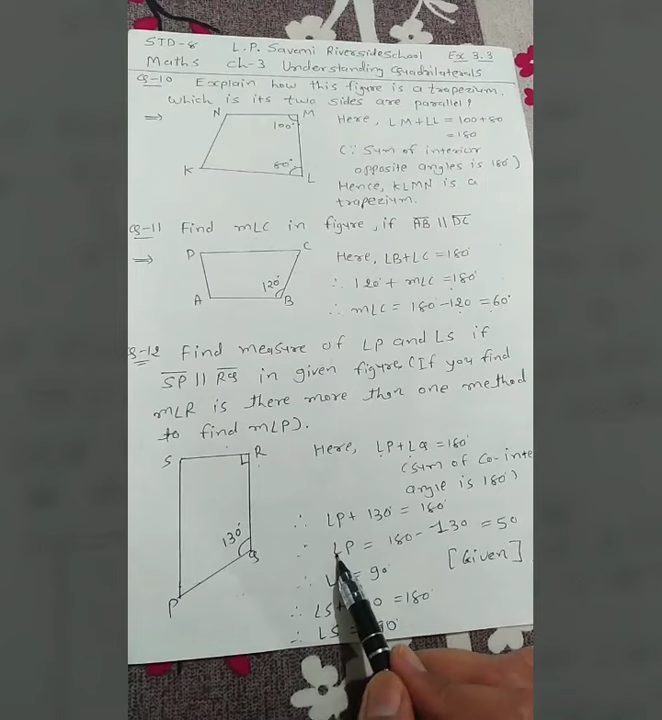 STD-8 L.P. Savani Riverside School Ex 3.3
Maths Ch-3 Understanding Quadrilaterals
Q-10 Explain how this figure is a trapezium.
Which is its two sides are parallel?
⇒ N M Here, ∠M+∠L = 100+80
100° = 180
(∵ Sum of interior
80° opposite angles is 180°)
K L Hence, KLMN is a
trapezium.
Q-11 Find m∠C in figure, if AB || DC
⇒ D C Here, ∠B+∠C = 180°
120° ∴ 120° + m∠C = 180°
A B ∴ m∠C = 180° - 120 = 60°
Q-12 Find measure of ∠P and ∠S if
SP || RQ in given figure. (If you find
m∠R is there more than one method
to find m∠P).
S R Here, ∠P+∠Q = 180°
(Sum of Co-inte
angle is 180°)
130° ∴ ∠P + 130° = 180°
Q ∴ ∠P = 180 - 130 = 50
P ∴ = 90 [Given]
∴ ∠S = 180°
∴ ∠S =